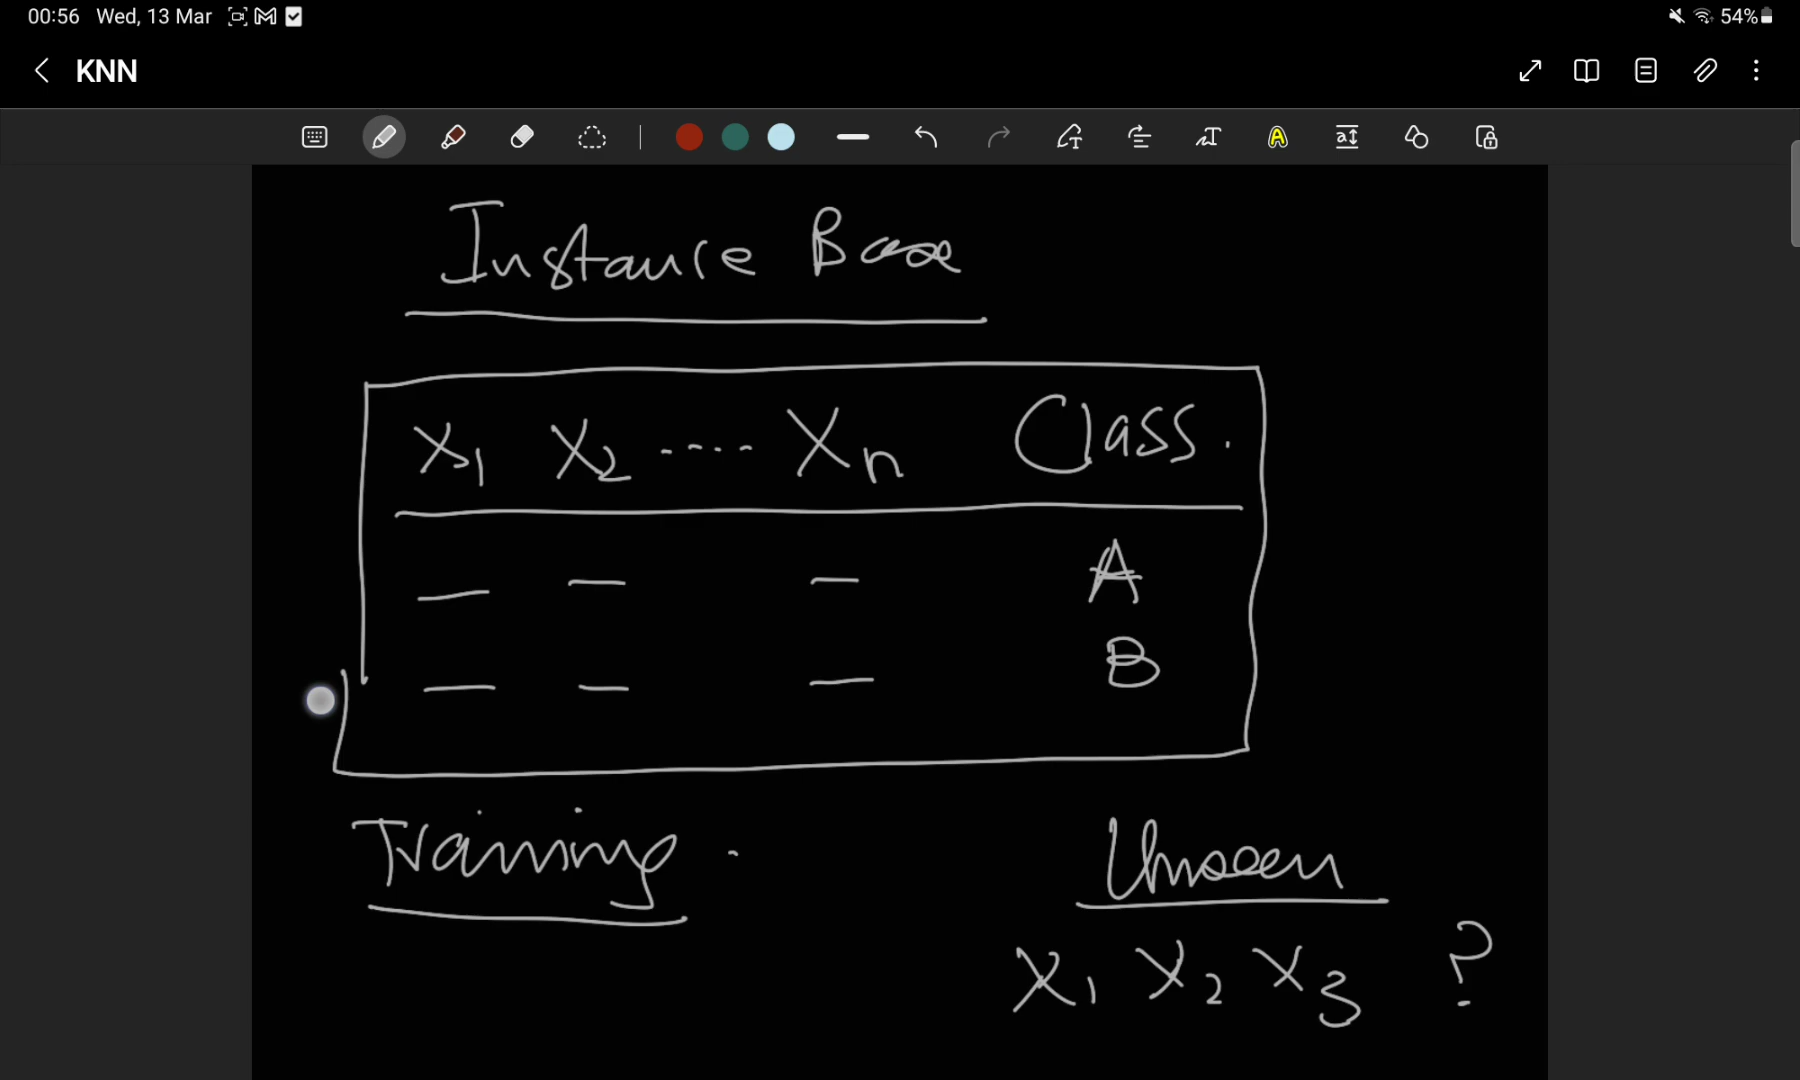 00:56 Wed, 13 Mar 54%
KNN
Instance Base
X1 X2 ---- Xn Class.
— — — A
— — — B
Training .
Unseen
X1 X2 X3 ?